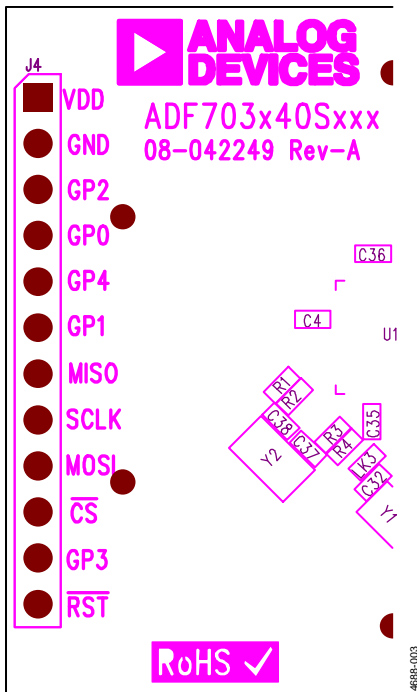 ANALOG
DEVICES
J4
ADF703x40Sxxx
08-042249 Rev-A
VDD
GND
GP2
GP0
GP4
GP1
MISO
SCLK
MOSI
CS
GP3
RST
C36
C4
U1
R1
R2
C38
C37
Y2
R3
R4
C35
LK3
C32
Y1
RoHS ✓
4688-003